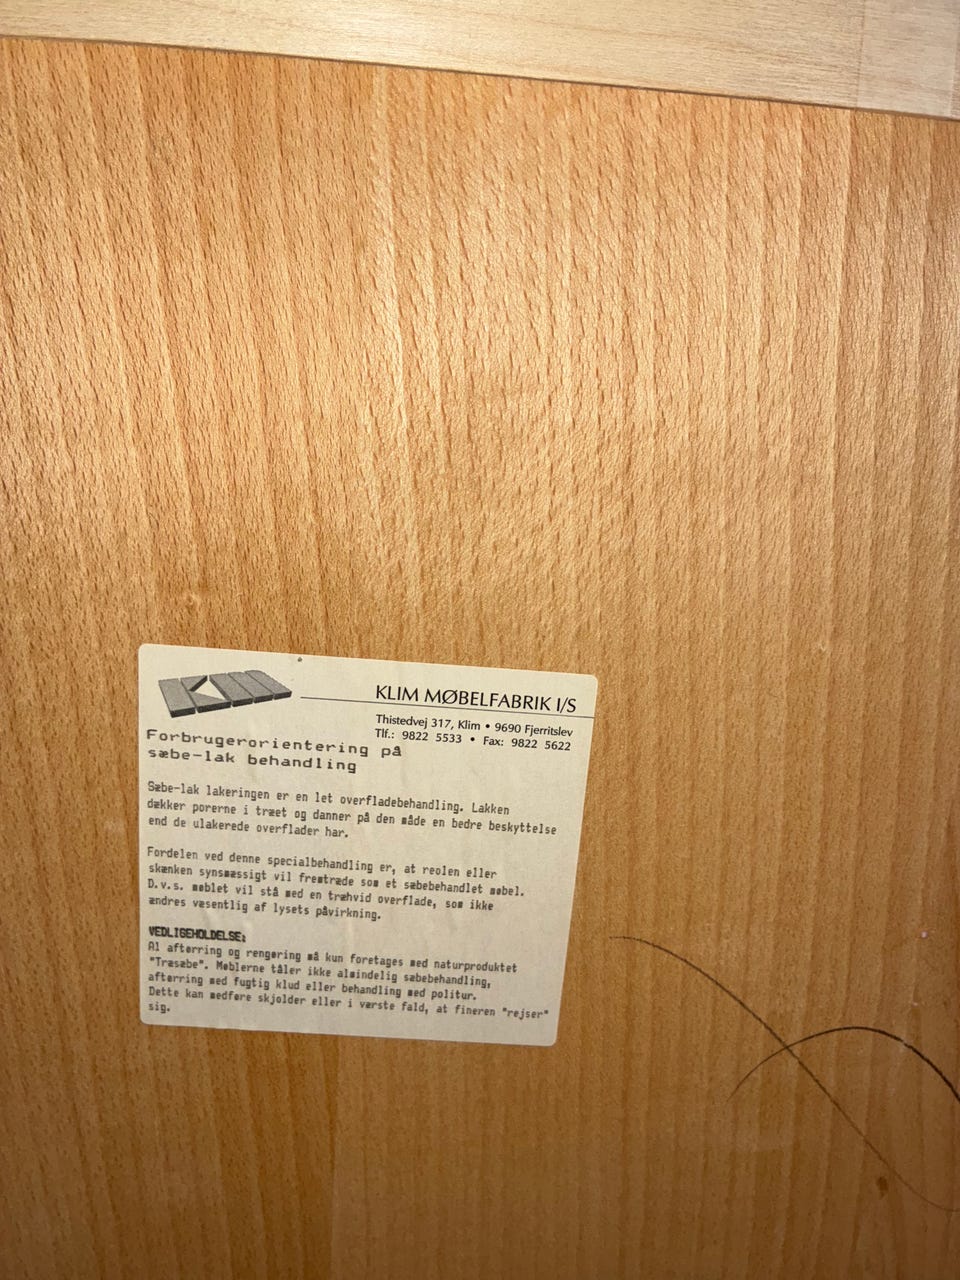 KLIM MØBELFABRIK I/S
Thistedvej 317, Klim • 9690 Fjerritslev
Tlf.: 9822 5533 • Fax: 9822 5622
Forbrugerorientering på
sæbe-lak behandling
Sæbe-lak lakeringen er en let overfladebehandling. Lakken
dækker porerne i træet og danner på den måde en bedre beskyttelse
end de ulakerede overflader har.
Fordelen ved denne specialbehandling er, at reolen eller
skænken synsmæssigt vil fremtræde som et sæbebehandlet møbel.
D.v.s. møblet vil stå med en træhvid overflade, som ikke
ændres væsentlig af lysets påvirkning.
VEDLIGEHOLDELSE:
Al aftørring og rengøring må kun foretages med naturproduktet
"Træsæbe". Møblerne tåler ikke almindelig sæbebehandling,
aftørring med fugtig klud eller behandling med politur.
Dette kan medføre skjolder eller i værste fald, at fineren "rejser"
sig.